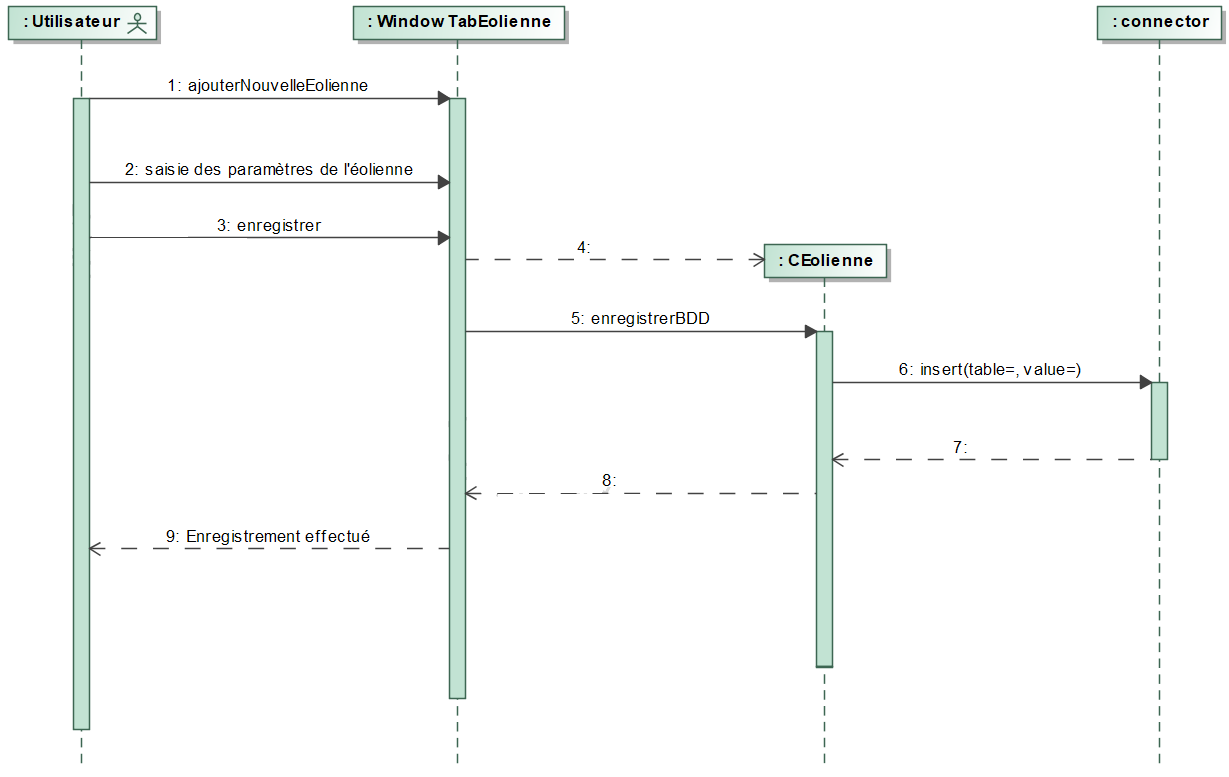 : Utilisateur
: Window TabEolienne
: connector
1: ajouterNouvelleEolienne
2: saisie des paramètres de l'éolienne
3: enregistrer
4:
: CEolienne
5: enregistrerBDD
6: insert(table=, value=)
7:
8:
9: Enregistrement effectué